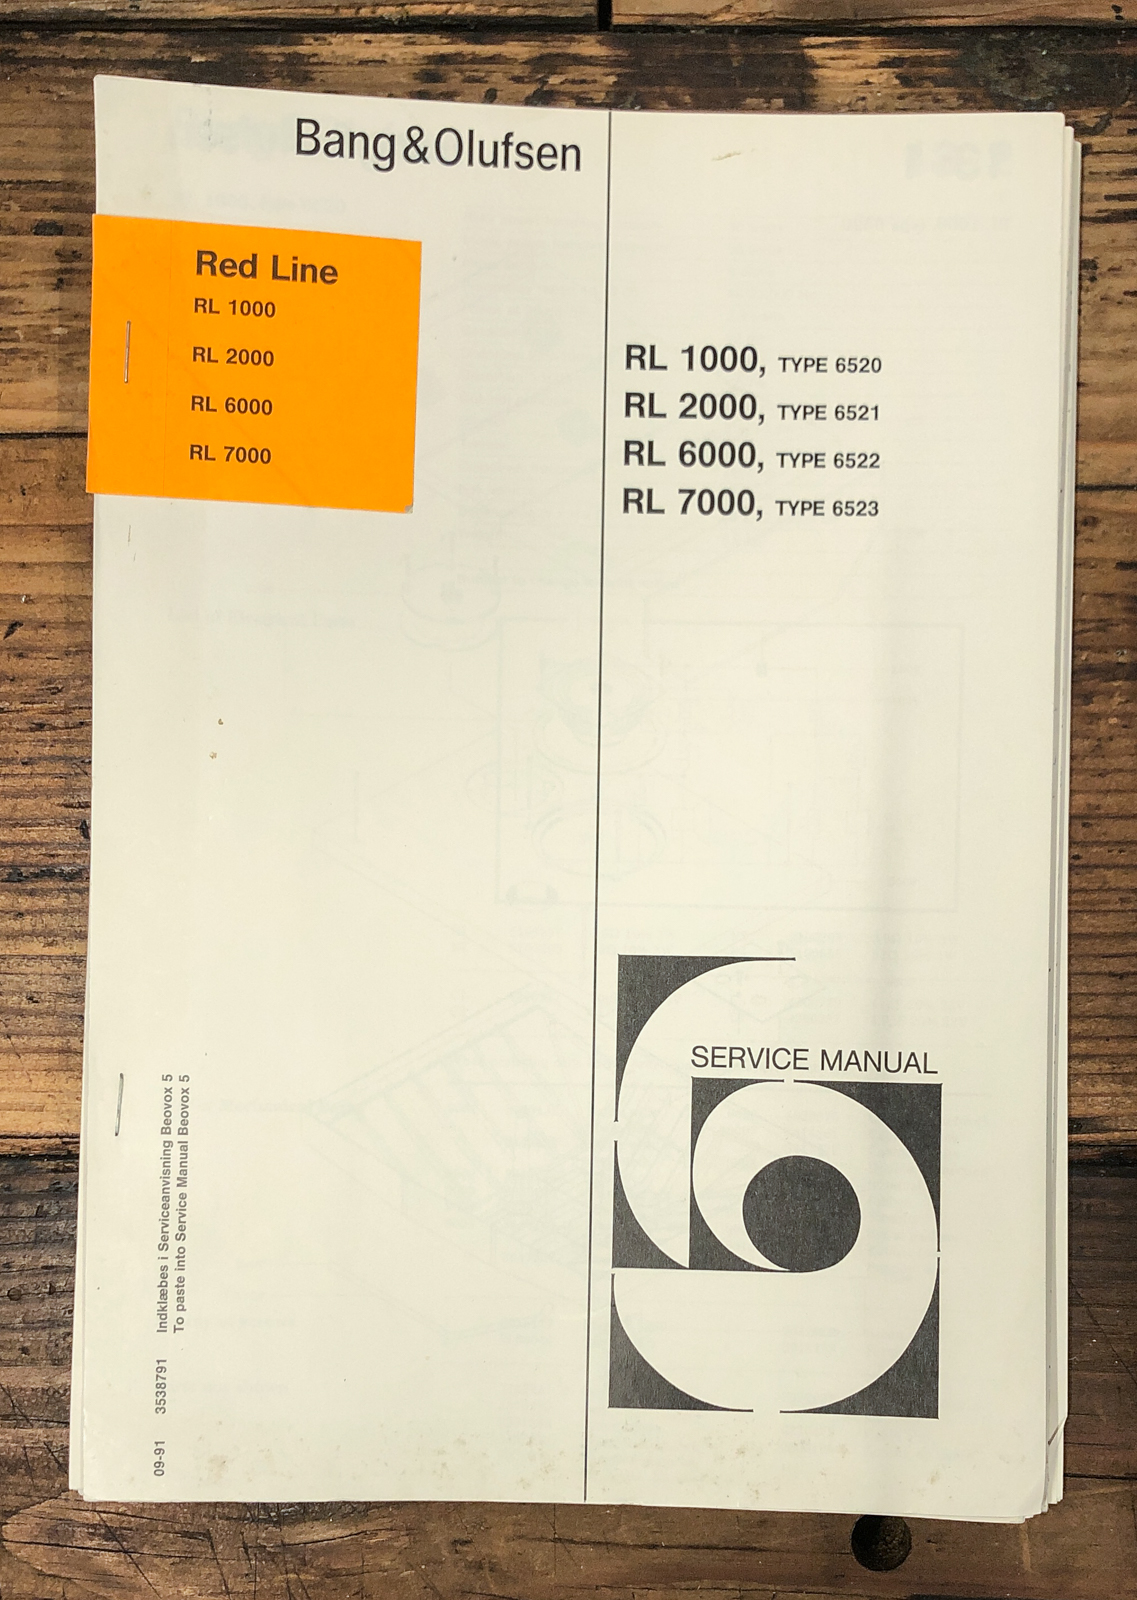 Bang&Olufsen
Red Line
RL 1000
RL 2000
RL 6000
RL 7000
RL 1000, TYPE 6520
RL 2000, TYPE 6521
RL 6000, TYPE 6522
RL 7000, TYPE 6523
SERVICE MANUAL
09-91 3538791 Indklæbes i Serviceanvisning Beovox 5
To paste into Service Manual Beovox 5